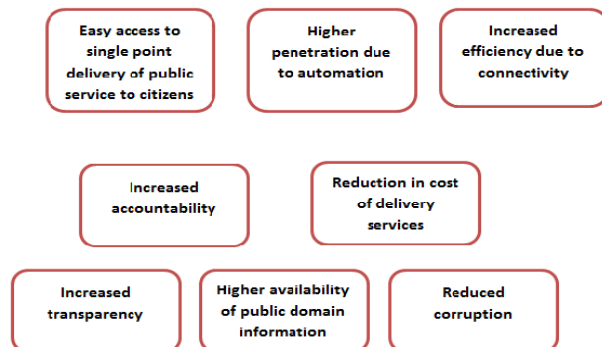 Easy access to
single point
delivery of public
service to citizens
Higher
penetration due
to automation
Increased
efficiency due to
connectivity
Increased
accountability
Reduction in cost
of delivery
services
Increased
transparency
Higher availability
of public domain
information
Reduced
corruption